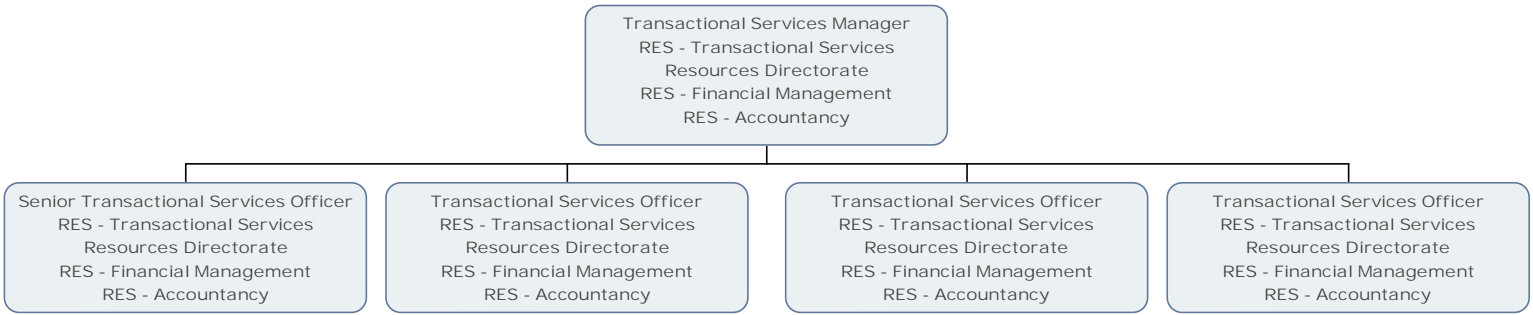 Transactional Services Manager
RES - Transactional Services
Resources Directorate
RES - Financial Management
RES - Accountancy
Senior Transactional Services Officer
RES - Transactional Services
Resources Directorate
RES - Financial Management
RES - Accountancy
Transactional Services Officer
RES - Transactional Services
Resources Directorate
RES - Financial Management
RES - Accountancy
Transactional Services Officer
RES - Transactional Services
Resources Directorate
RES - Financial Management
RES - Accountancy
Transactional Services Officer
RES - Transactional Services
Resources Directorate
RES - Financial Management
RES - Accountancy